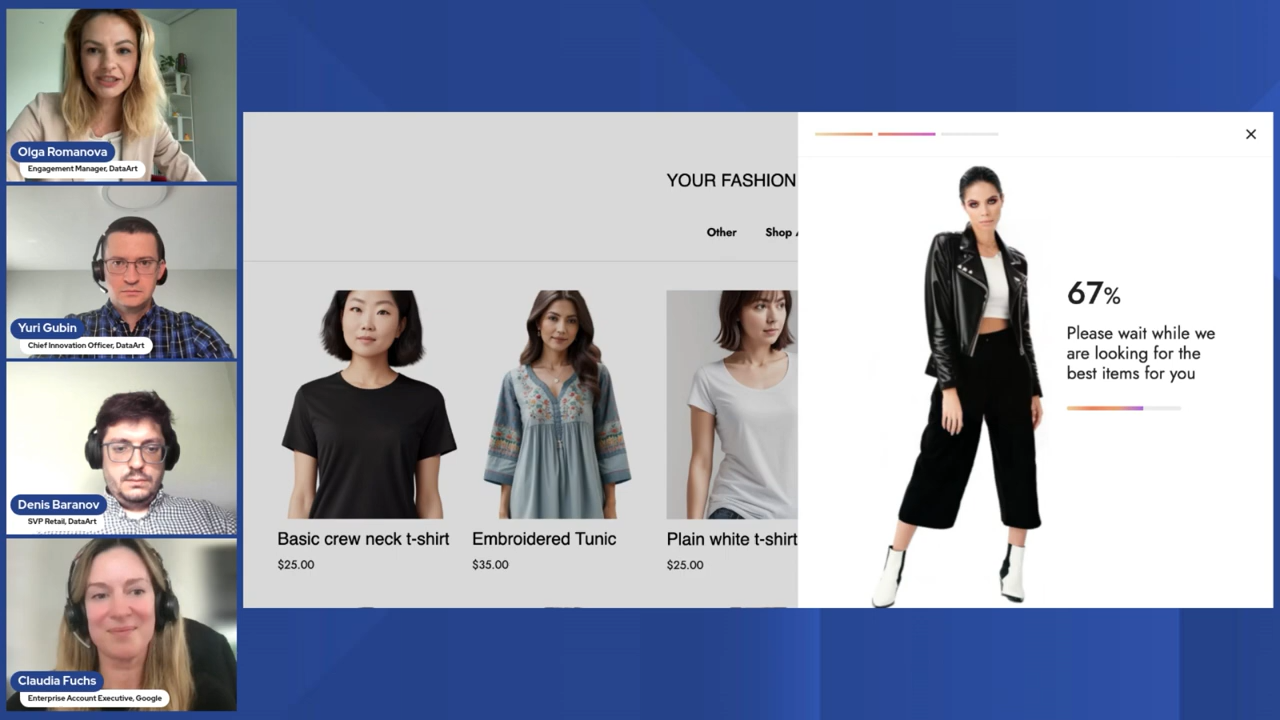 Olga Romanova
Engagement Manager, DataArt
Yuri Gubin
Chief Innovation Officer, DataArt
Denis Baranov
SVP Retail, DataArt
Claudia Fuchs
Enterprise Account Executive, Google
YOUR FASHION
Other Shop
Basic crew neck t-shirt
$25.00
Embroidered Tunic
$35.00
Plain white t-shirt
$25.00
67%
Please wait while we
are looking for the
best items for you